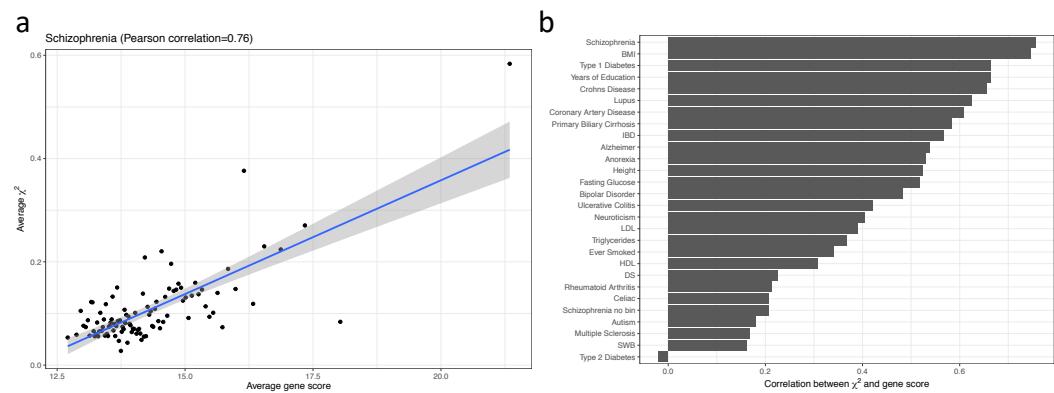 a
Schizophrenia (Pearson correlation=0.76)
0.6
0.4
0.2
0.0
Average χ²
12.5 15.0 17.5 20.0
Average gene score
b
Schizophrenia
BMI
Type 1 Diabetes
Years of Education
Crohns Disease
Lupus
Coronary Artery Disease
Primary Biliary Cirrhosis
IBD
Alzheimer
Anorexia
Height
Fasting Glucose
Bipolar Disorder
Ulcerative Colitis
Neuroticism
LDL
Triglycerides
Ever Smoked
HDL
DS
Rheumatoid Arthritis
Celiac
Schizophrenia no bin
Autism
Multiple Sclerosis
SWB
Type 2 Diabetes
0.0 0.2 0.4 0.6
Correlation between χ² and gene score